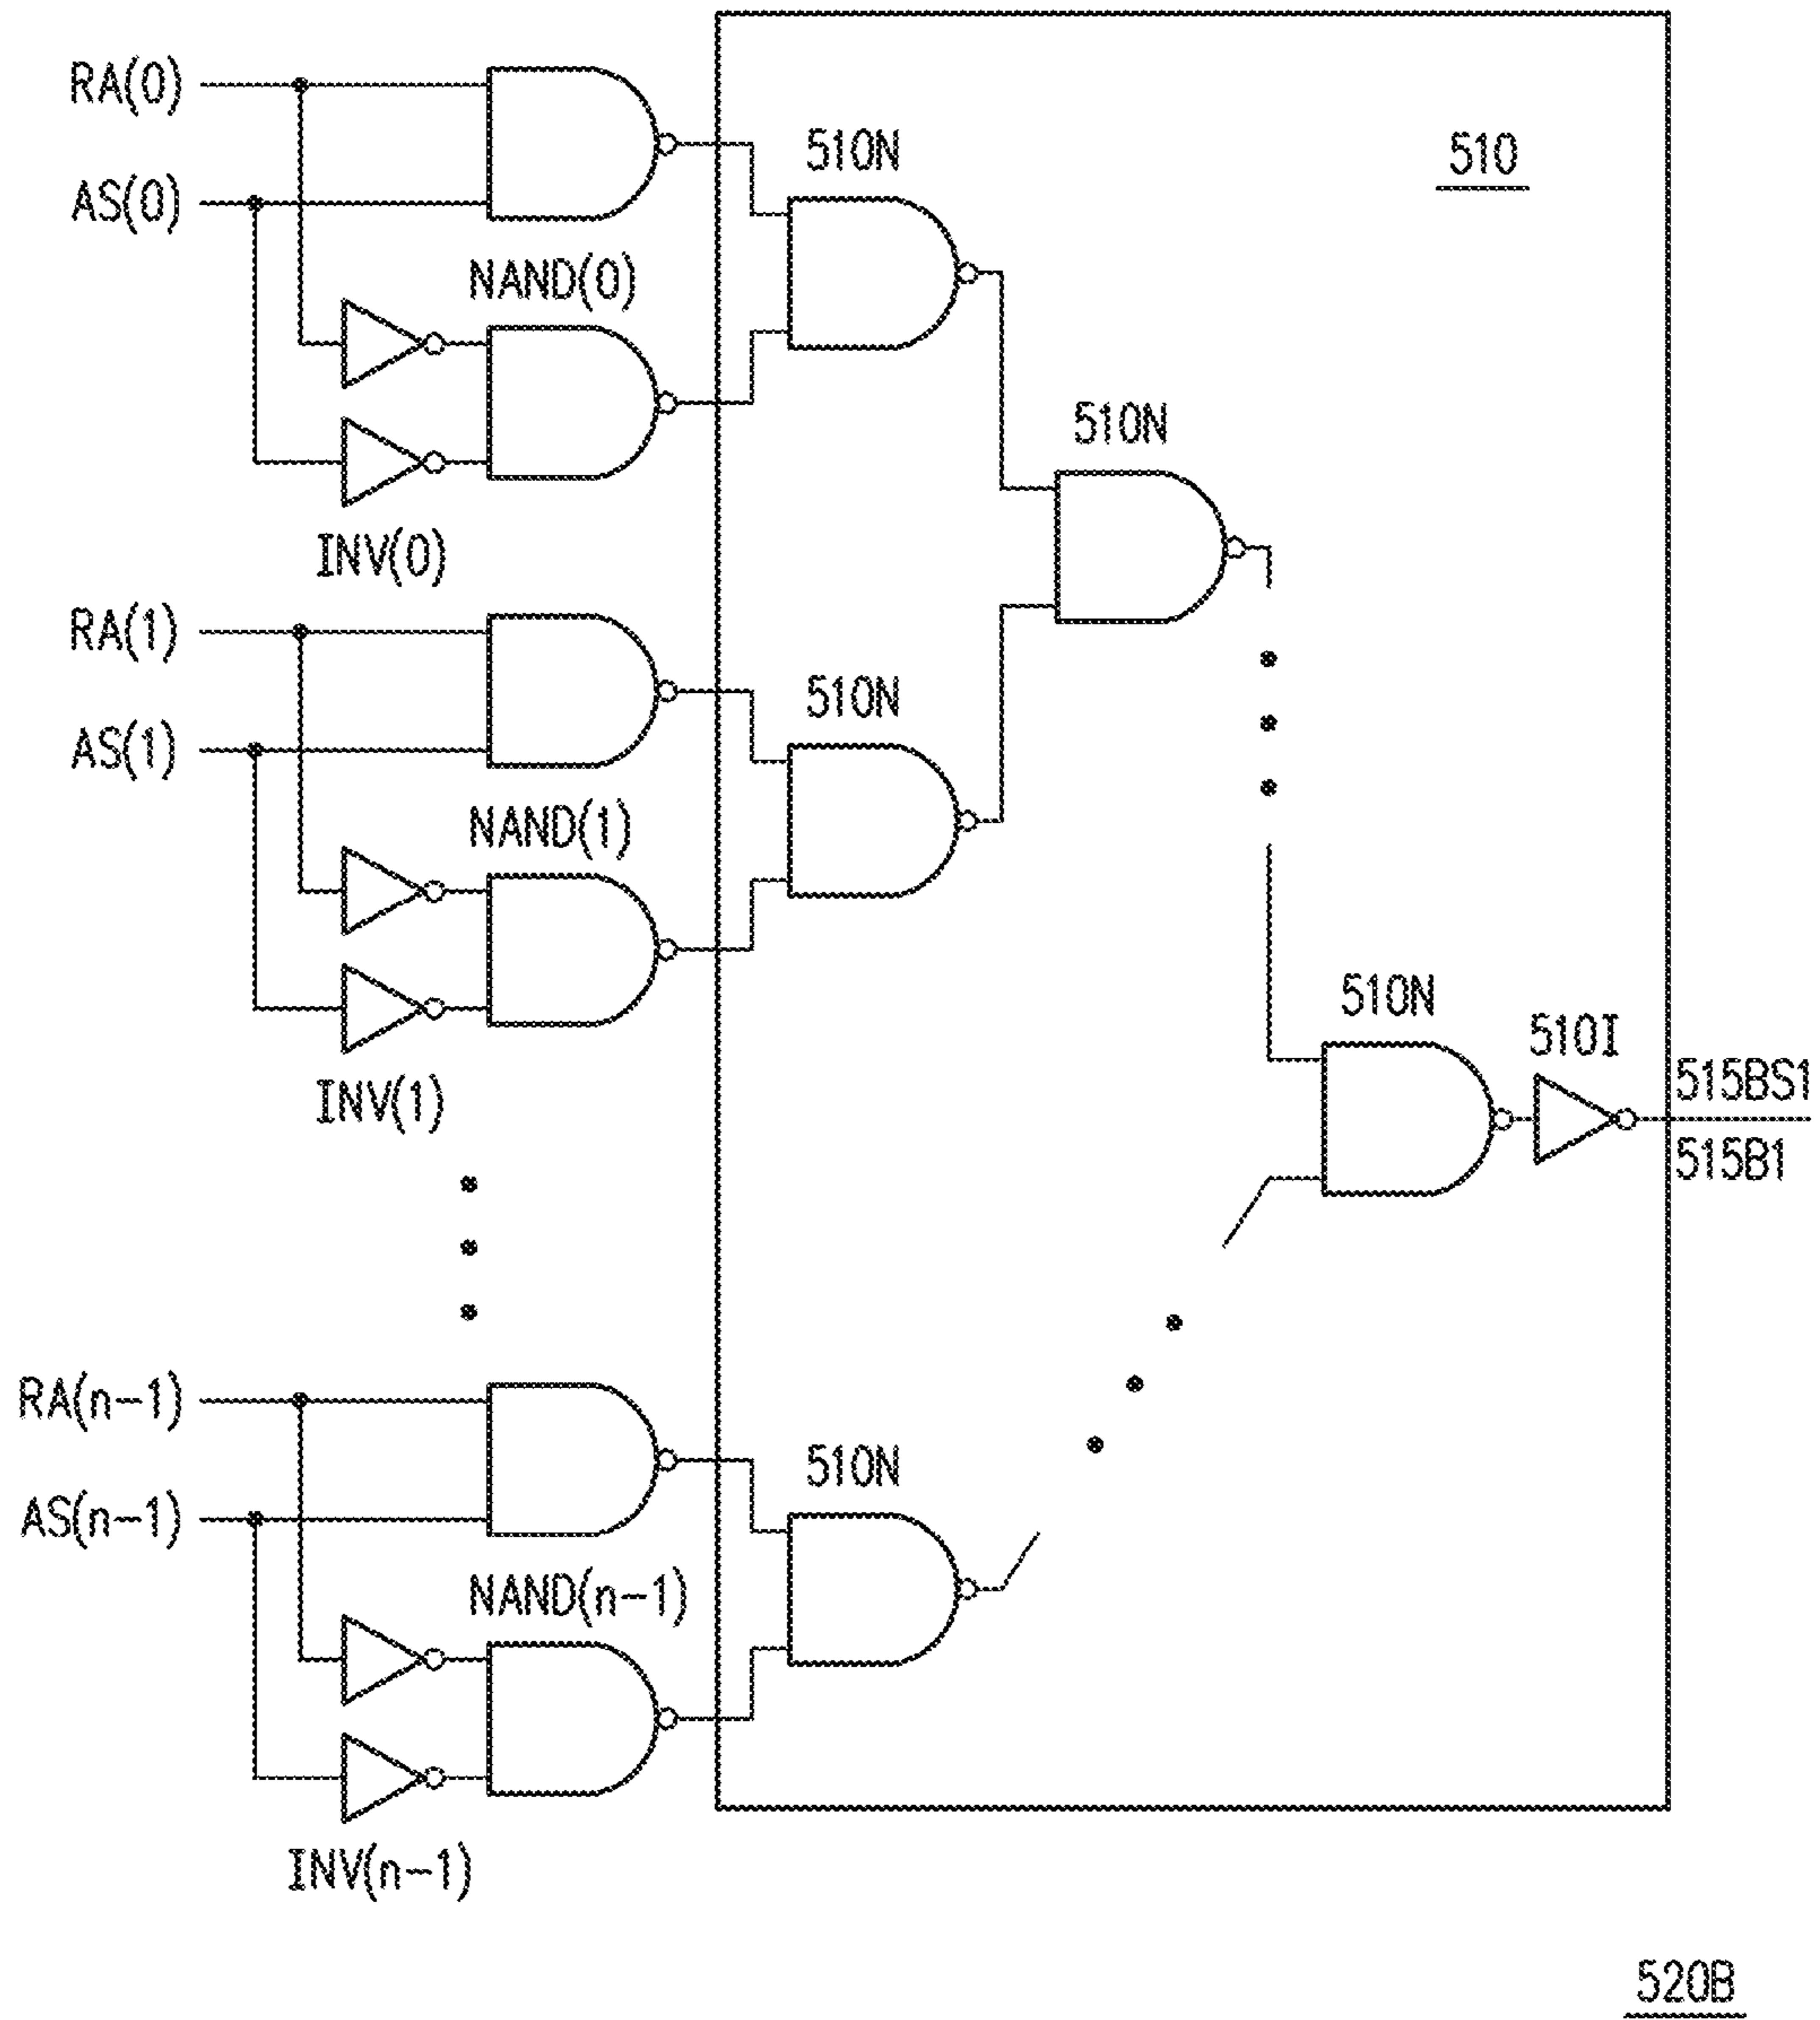 RA(0)
510N
510
AS(0)
NAND(0)
510N
INV(0)
RA(1)
510N
AS(1)
NAND(1)
510N
510I
515BS1
INV(1)
515B1
RA(n-1)
510N
AS(n-1)
NAND(n-1)
INV(n-1)
520B